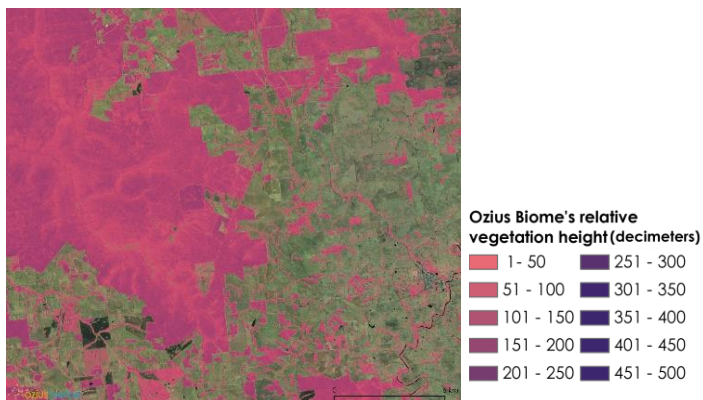 Ozius Biome's relative
vegetation height (decimeters)
1- 50
51 - 100
101 - 150
151 - 200
201 - 250
251 - 300
301 - 350
351 - 400
401 - 450
451 - 500
OZIUS